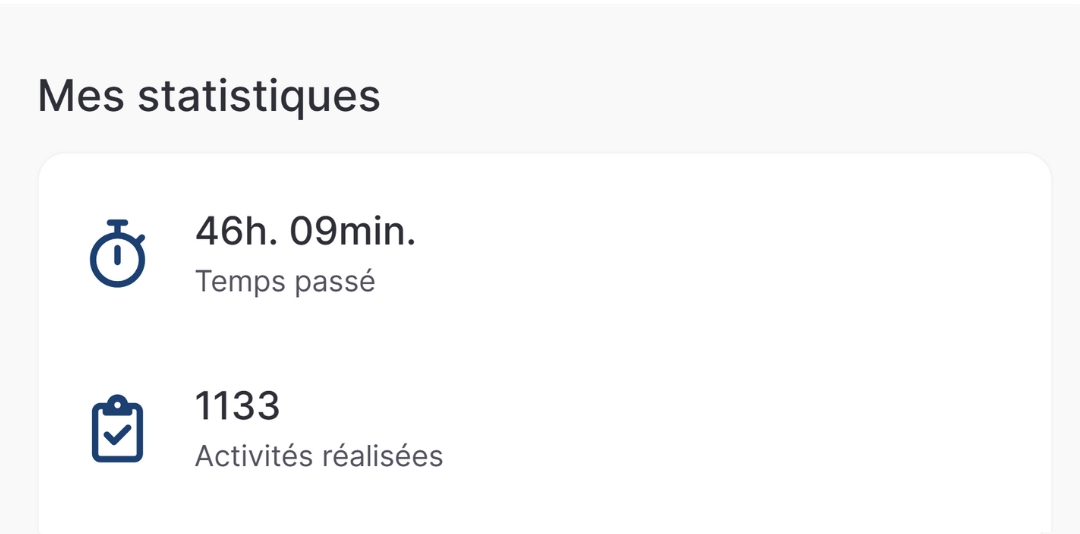 Mes statistiques
46h. 09min.
Temps passé
1133
Activités réalisées